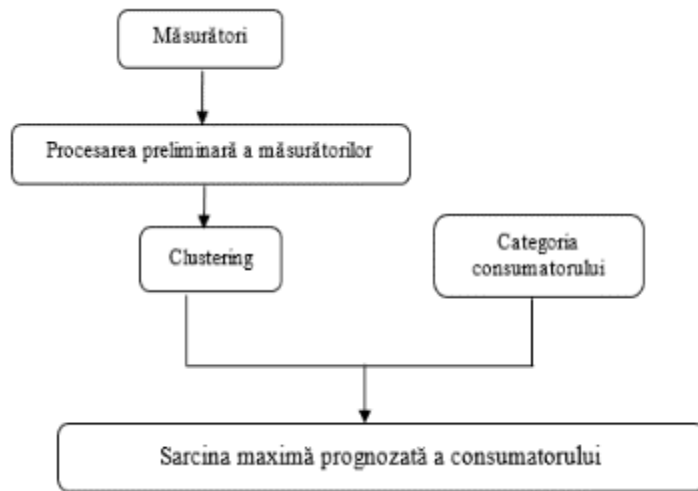 Măsurători
Procesarea preliminară a măsurătorilor
Clustering
Categoria
consumatorului
Sarcina maximă prognozată a consumatorului